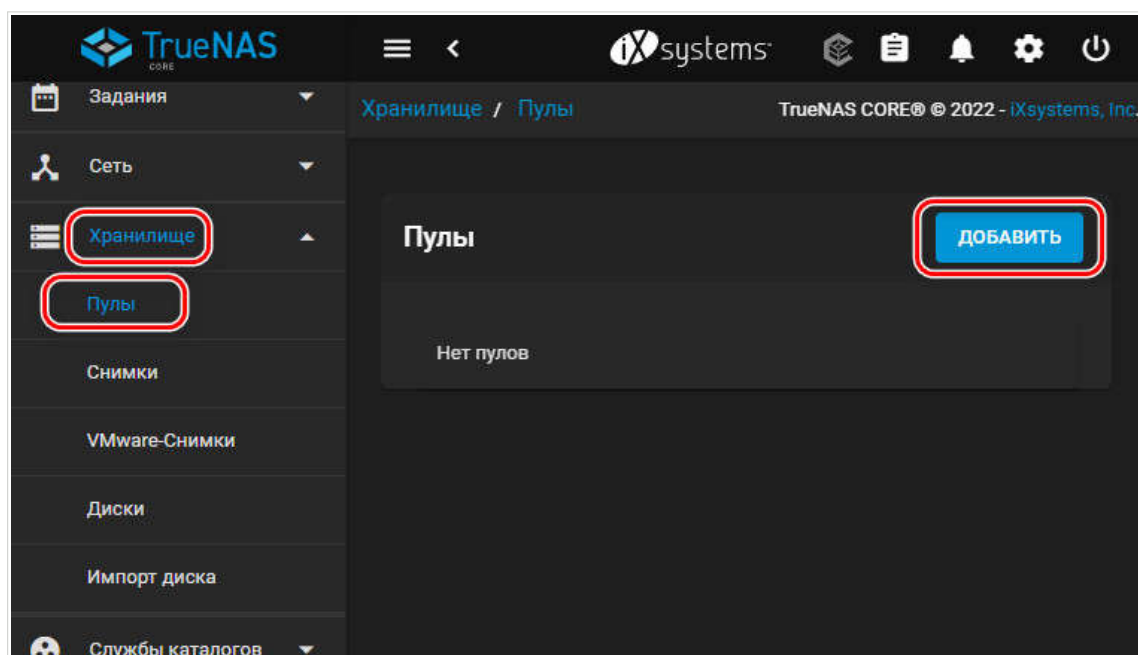 TrueNAS
CORE
iXsystems
Задания
Хранилище / Пулы
TrueNAS CORE® © 2022 - iXsystems, Inc.
Сеть
Хранилище
Пулы
ДОБАВИТЬ
Пулы
Нет пулов
Снимки
VMware-Снимки
Диски
Импорт диска
Службы каталогов